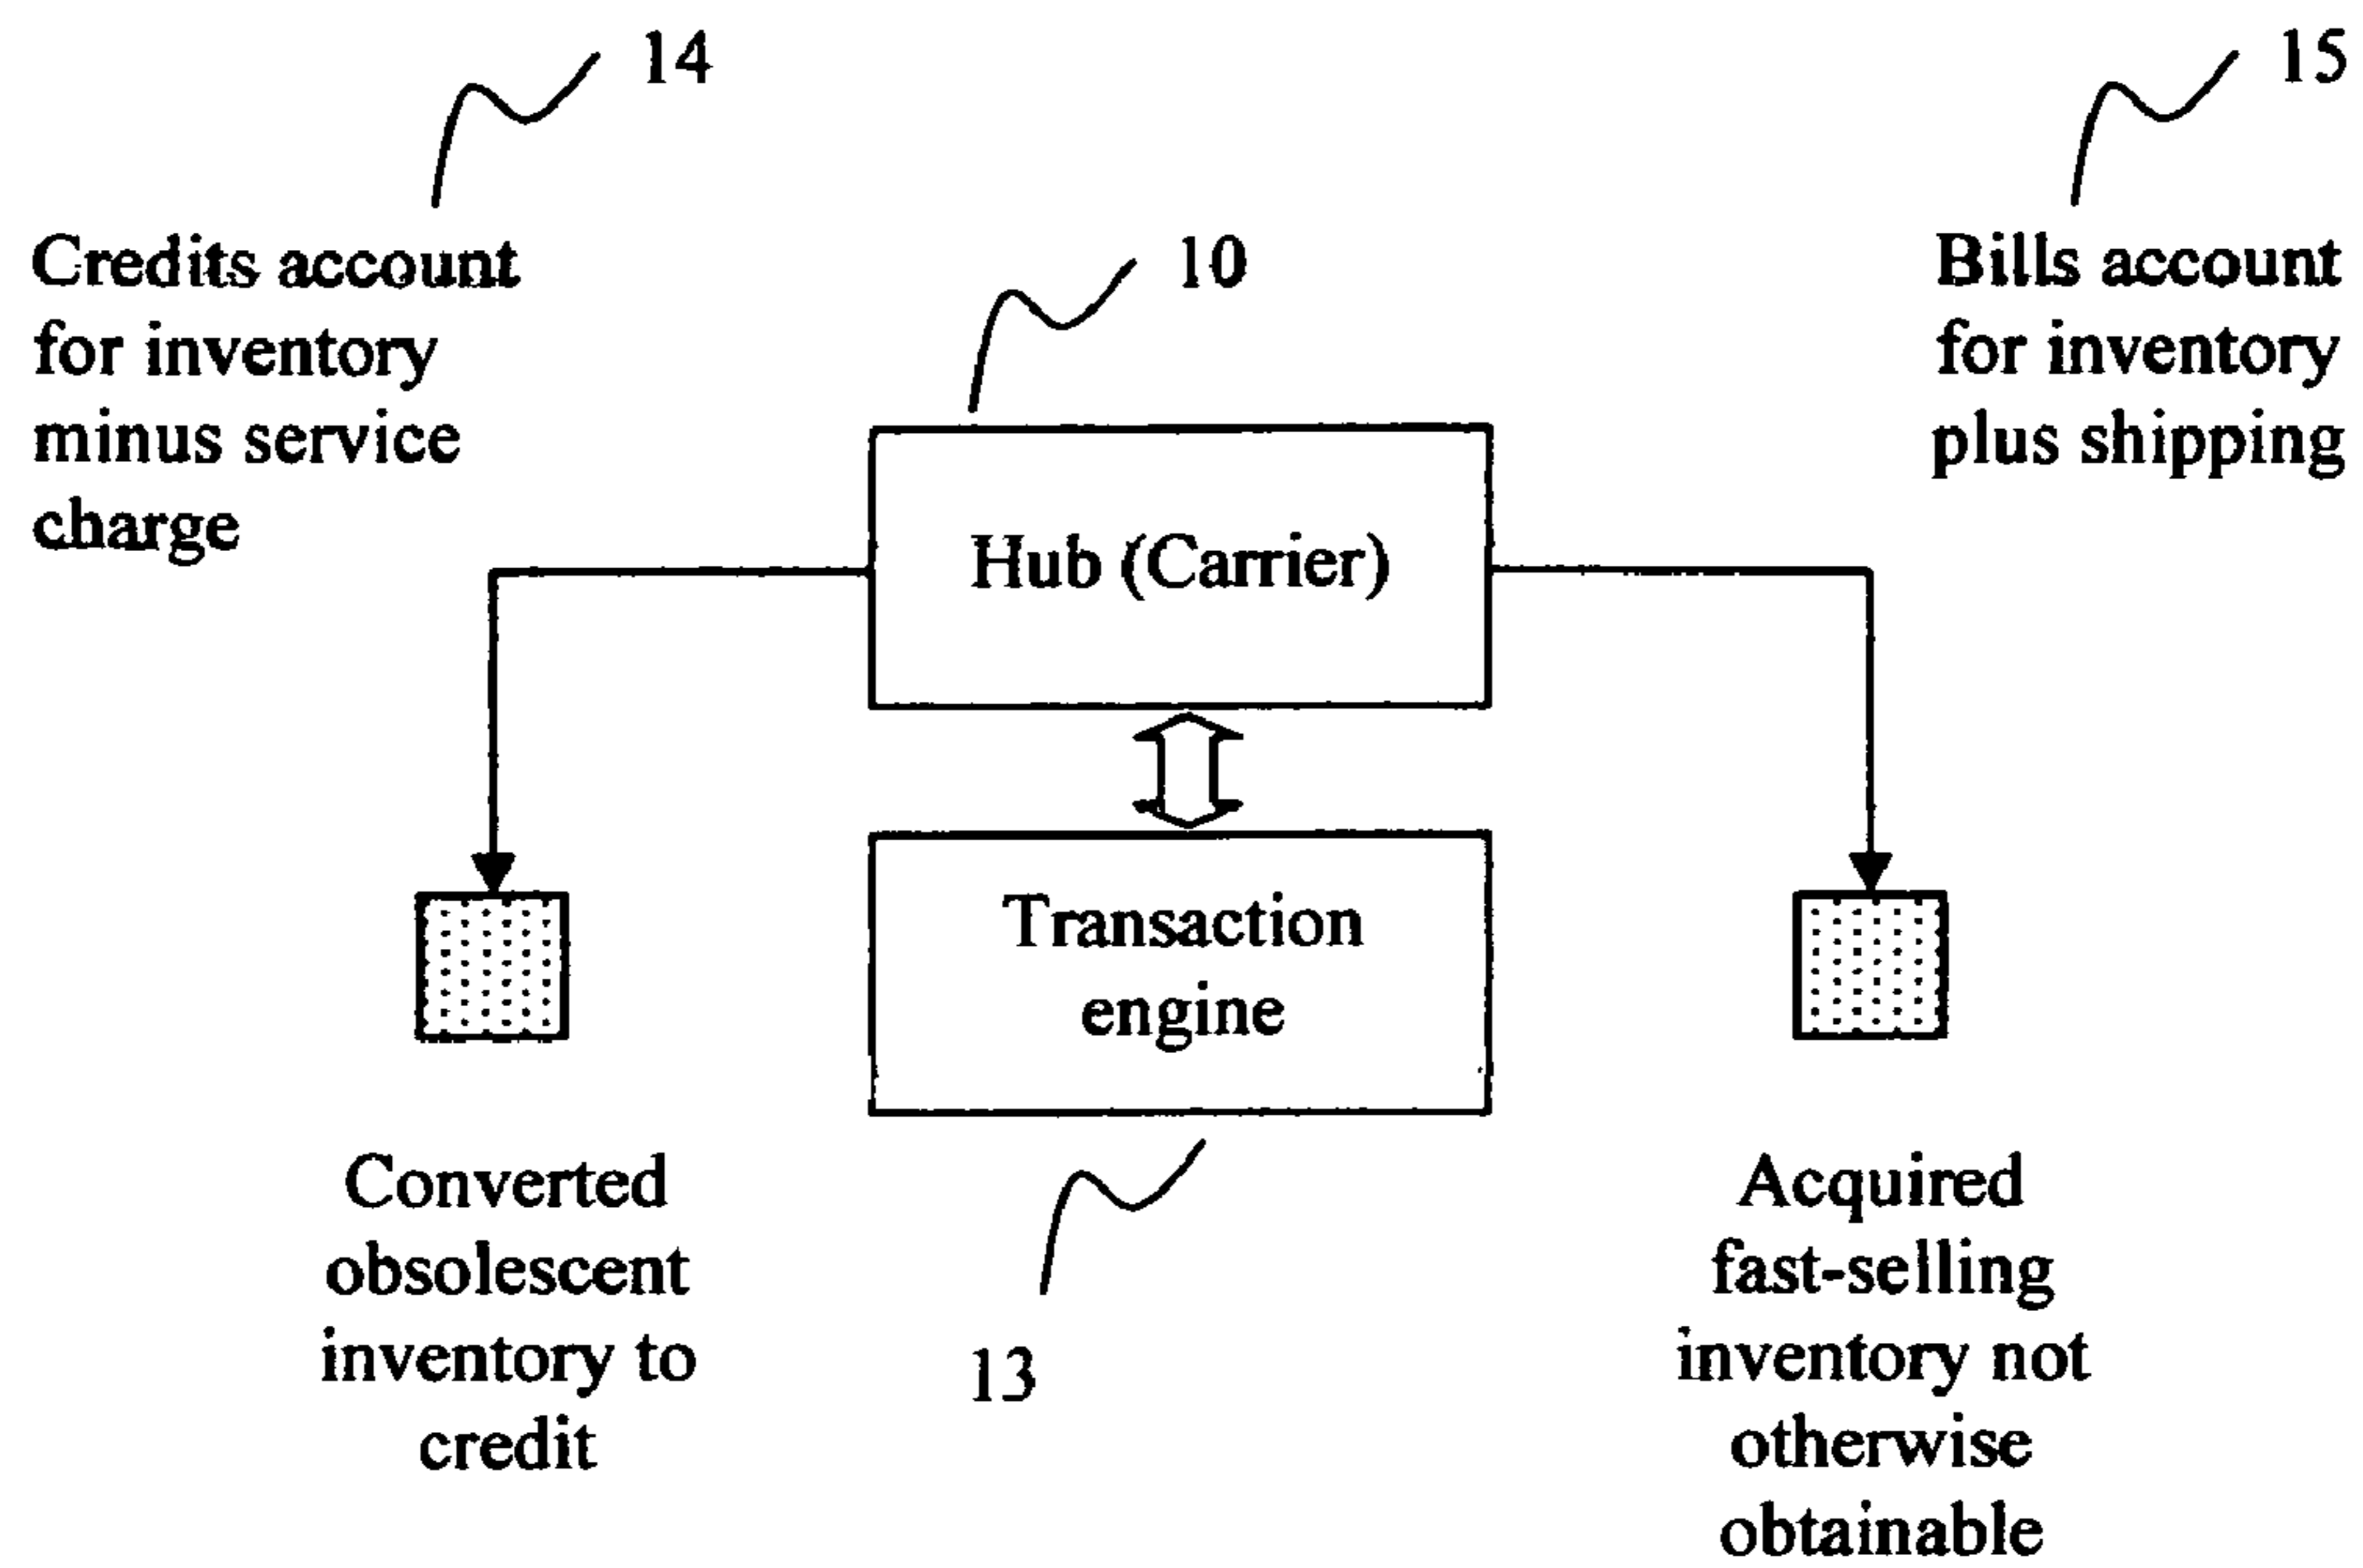 14
Credits account
for inventory
minus service
charge
10
15
Bills account
for inventory
plus shipping
Hub (Carrier)
Transaction
engine
13
Converted
obsolescent
inventory to
credit
Acquired
fast-selling
inventory not
otherwise
obtainable